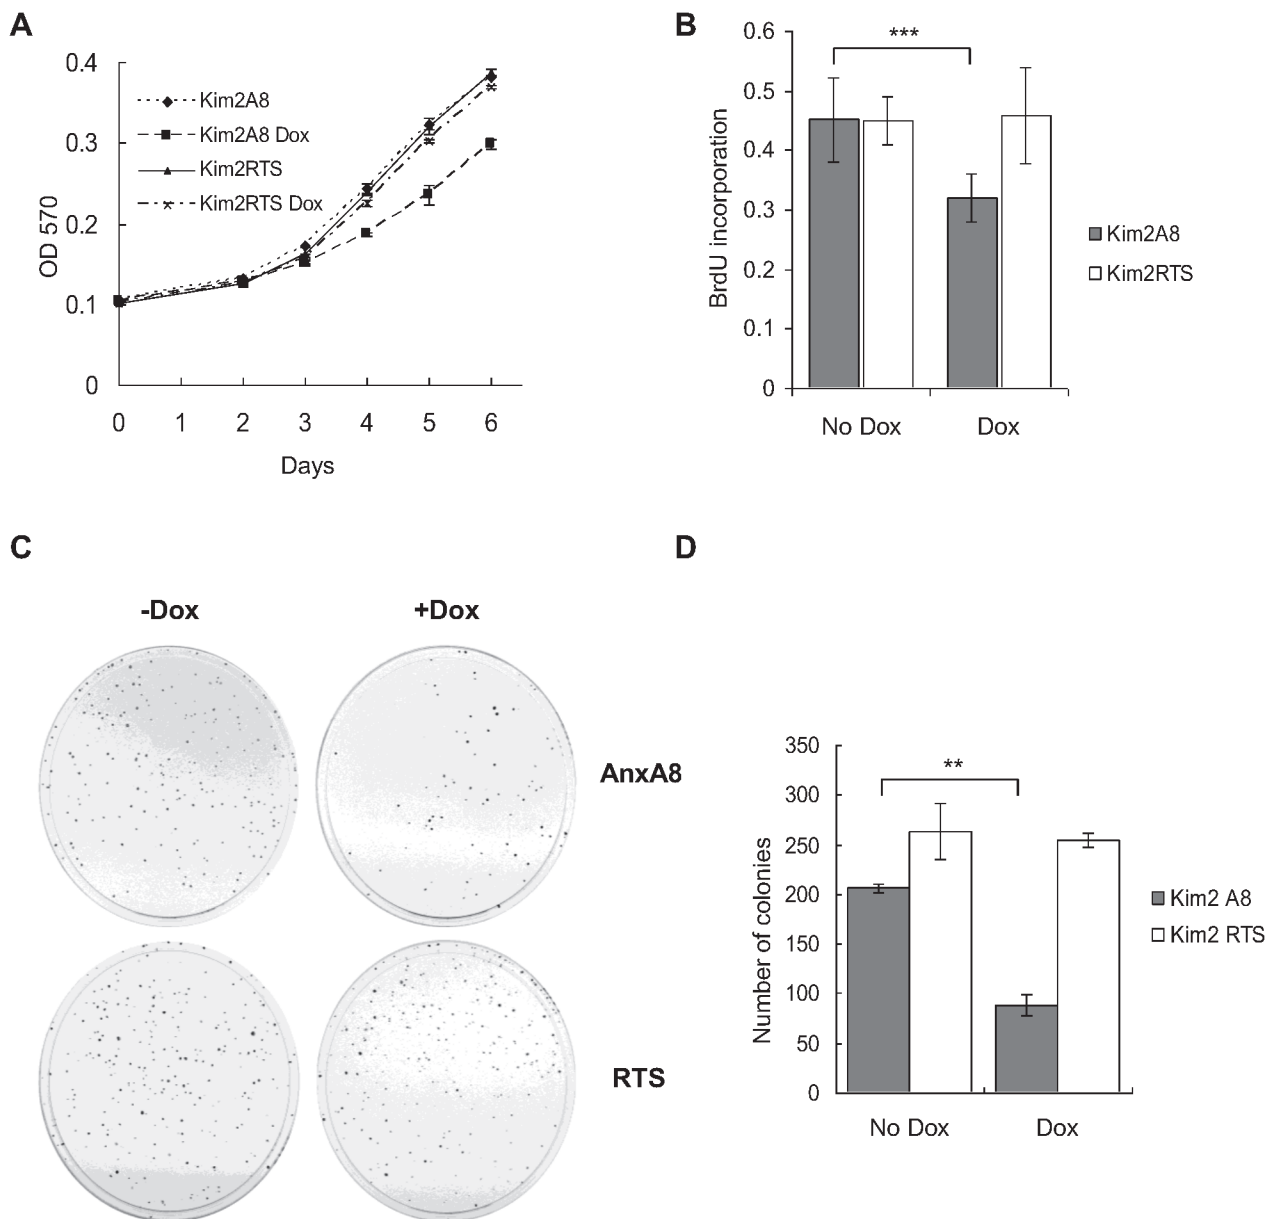 A
0.4
0.3
0.2
0.1
0
OD 570
Kim2A8
Kim2A8 Dox
Kim2RTS
Kim2RTS Dox
0 1 2 3 4 5 6
Days
B
0.6
0.5
0.4
0.3
0.2
0.1
0
BrdU incorporation
***
No Dox Dox
Kim2A8
Kim2RTS
C
-Dox +Dox
AnxA8
RTS
D
350
300
250
200
150
100
50
0
Number of colonies
**
No Dox Dox
Kim2 A8
Kim2 RTS